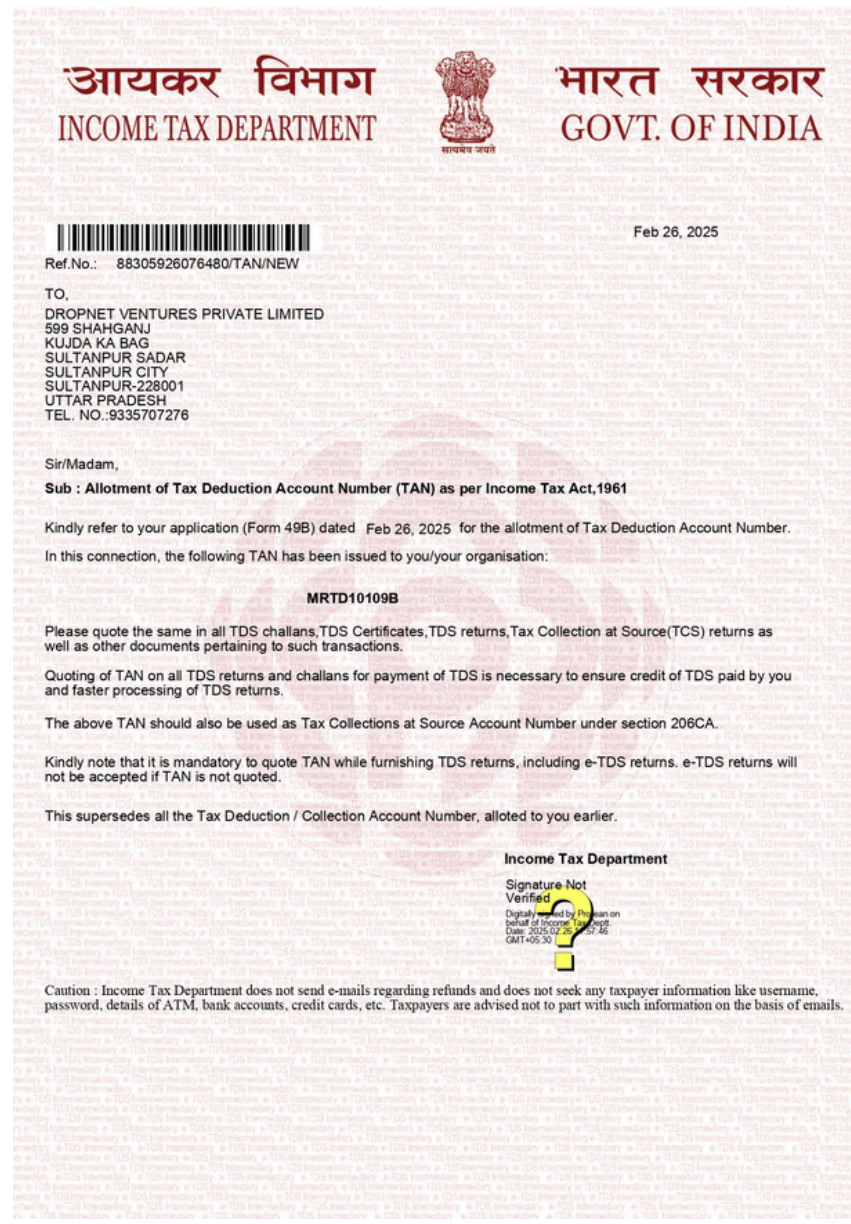 आयकर विभाग
INCOME TAX DEPARTMENT
सत्यमेव जयते
भारत सरकार
GOVT. OF INDIA
Feb 26, 2025
Ref.No.: 88305926076480/TAN/NEW
TO,
DROPNET VENTURES PRIVATE LIMITED
599 SHAHGANJ
KUJDA KA BAG
SULTANPUR SADAR
SULTANPUR CITY
SULTANPUR-228001
UTTAR PRADESH
TEL. NO.:9335707276
Sir/Madam,
Sub : Allotment of Tax Deduction Account Number (TAN) as per Income Tax Act,1961
Kindly refer to your application (Form 49B) dated Feb 26, 2025 for the allotment of Tax Deduction Account Number.
In this connection, the following TAN has been issued to you/your organisation:
MRTD10109B
Please quote the same in all TDS challans,TDS Certificates,TDS returns,Tax Collection at Source(TCS) returns as
well as other documents pertaining to such transactions.
Quoting of TAN on all TDS returns and challans for payment of TDS is necessary to ensure credit of TDS paid by you
and faster processing of TDS returns.
The above TAN should also be used as Tax Collections at Source Account Number under section 206CA.
Kindly note that it is mandatory to quote TAN while furnishing TDS returns, including e-TDS returns. e-TDS returns will
not be accepted if TAN is not quoted.
This supersedes all the Tax Deduction / Collection Account Number, alloted to you earlier.
Income Tax Department
Signature Not
Verified
Digitally signed by Protean on
behalf of Income Tax Deptt.
Date: 2025.02.26
GMT+05:30
Caution : Income Tax Department does not send e-mails regarding refunds and does not seek any taxpayer information like username,
password, details of ATM, bank accounts, credit cards, etc. Taxpayers are advised not to part with such information on the basis of emails.